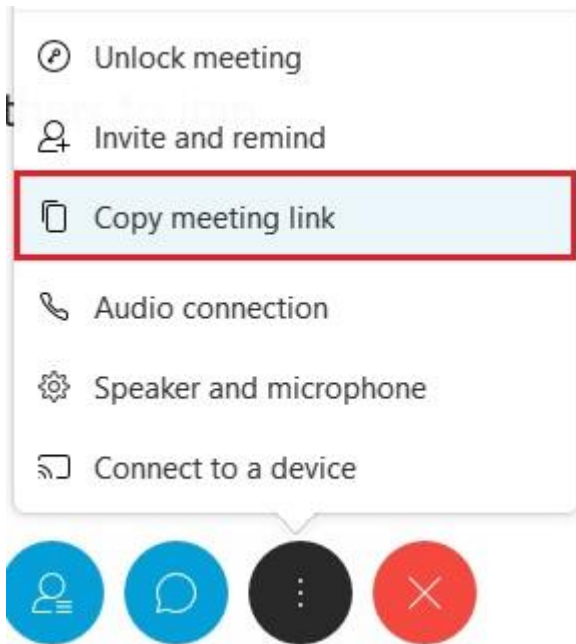 Unlock meeting
Invite and remind
Copy meeting link
Audio connection
Speaker and microphone
Connect to a device